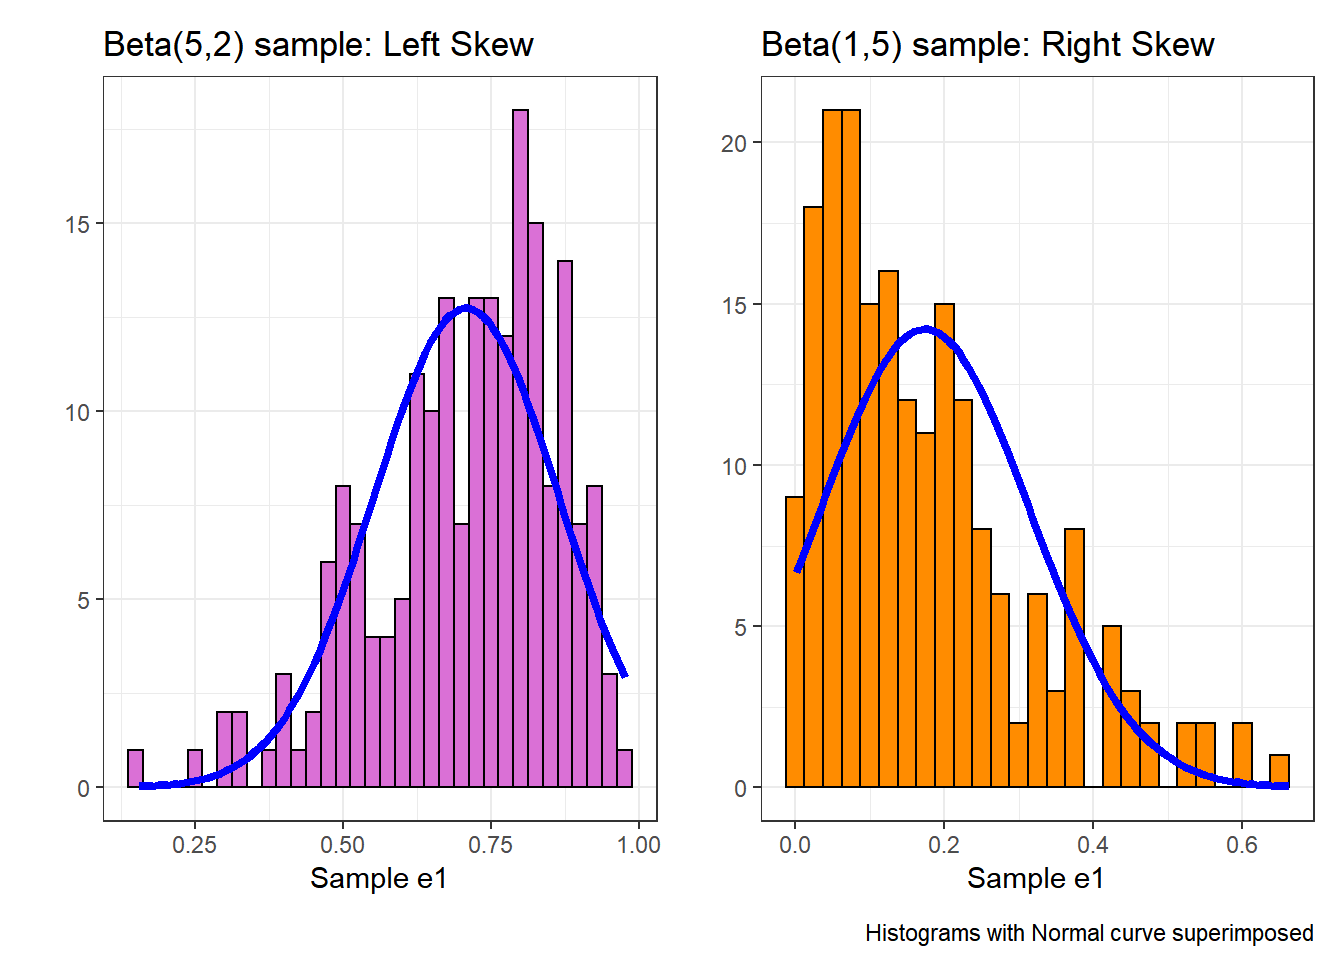 Beta(5,2) sample: Left Skew
15
10
5
0
0.25 0.50 0.75 1.00
Sample e1
Beta(1,5) sample: Right Skew
20
15
10
5
0
0.0 0.2 0.4 0.6
Sample e1
Histograms with Normal curve superimposed